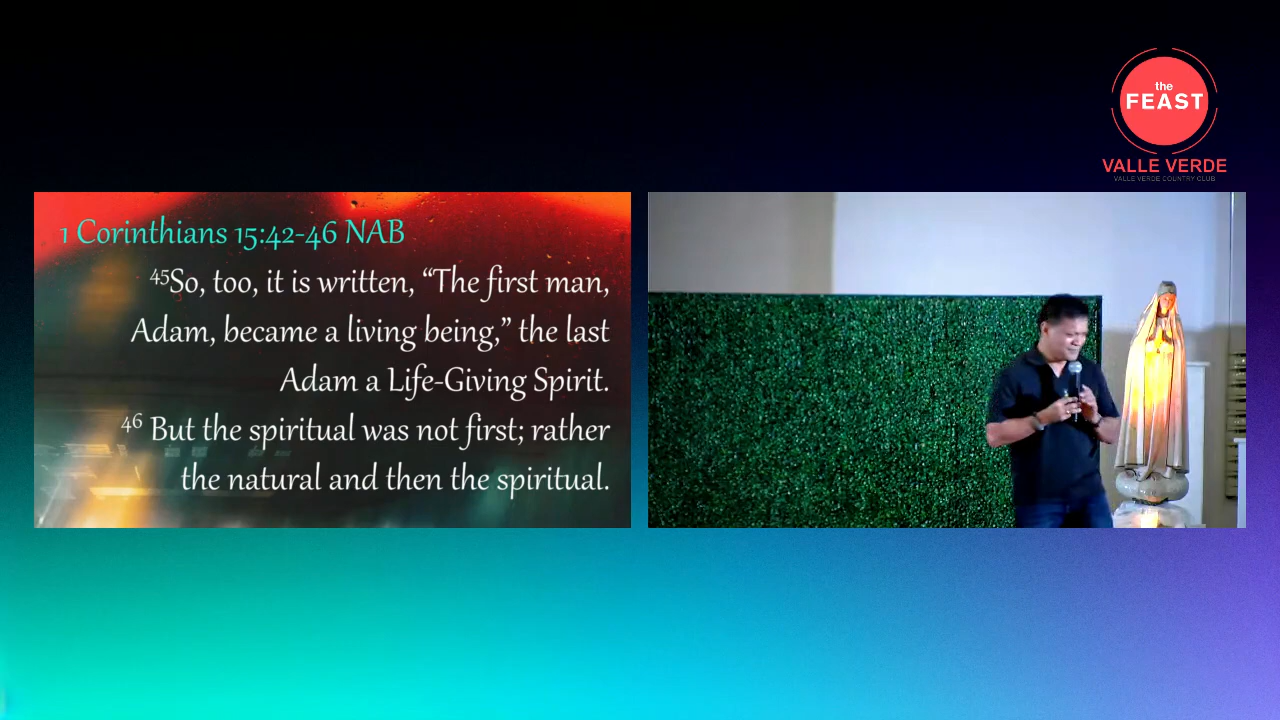 the
FEAST
VALLE VERDE
VALLE VERDE COUNTRY CLUB
1 Corinthians 15:42-46 NAB
45So, too, it is written, “The first man,
Adam, became a living being,” the last
Adam a Life-Giving Spirit.
46 But the spiritual was not first; rather
the natural and then the spiritual.